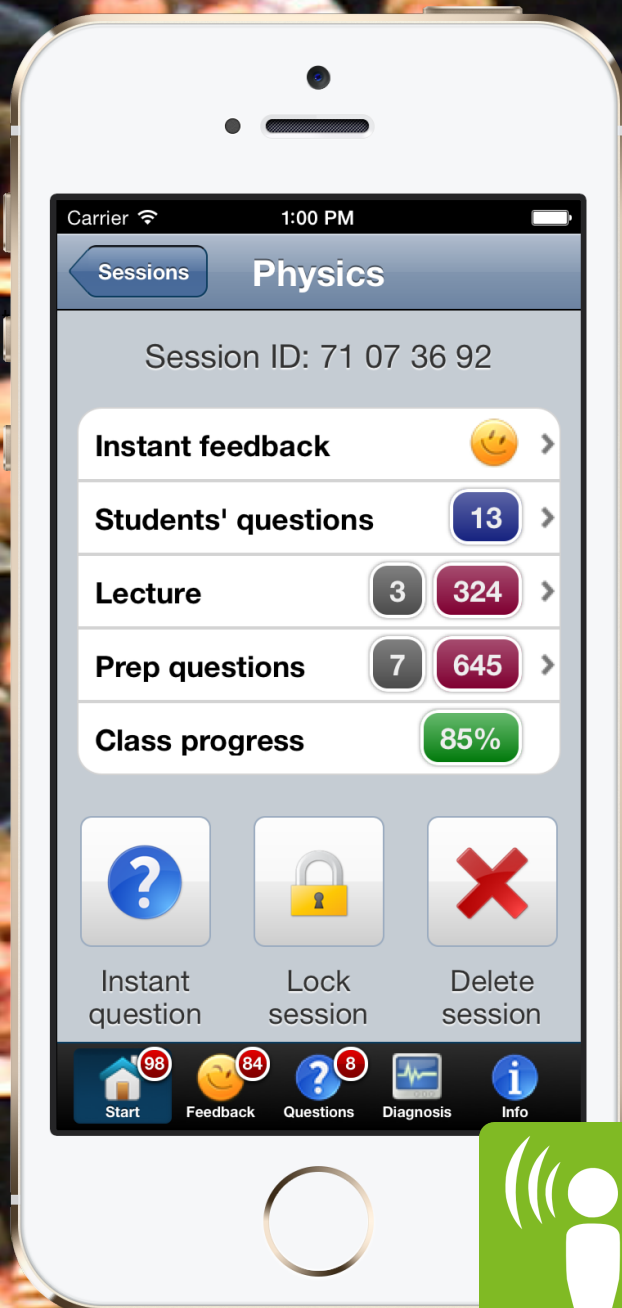 Carrier 1:00 PM
Sessions Physics
Session ID: 71 07 36 92
Instant feedback
Students' questions 13
Lecture 3 324
Prep questions 7 645
Class progress 85%
?
Instant question
Lock session
Delete session
98 84 ? 8 i
Start Feedback Questions Diagnosis Info